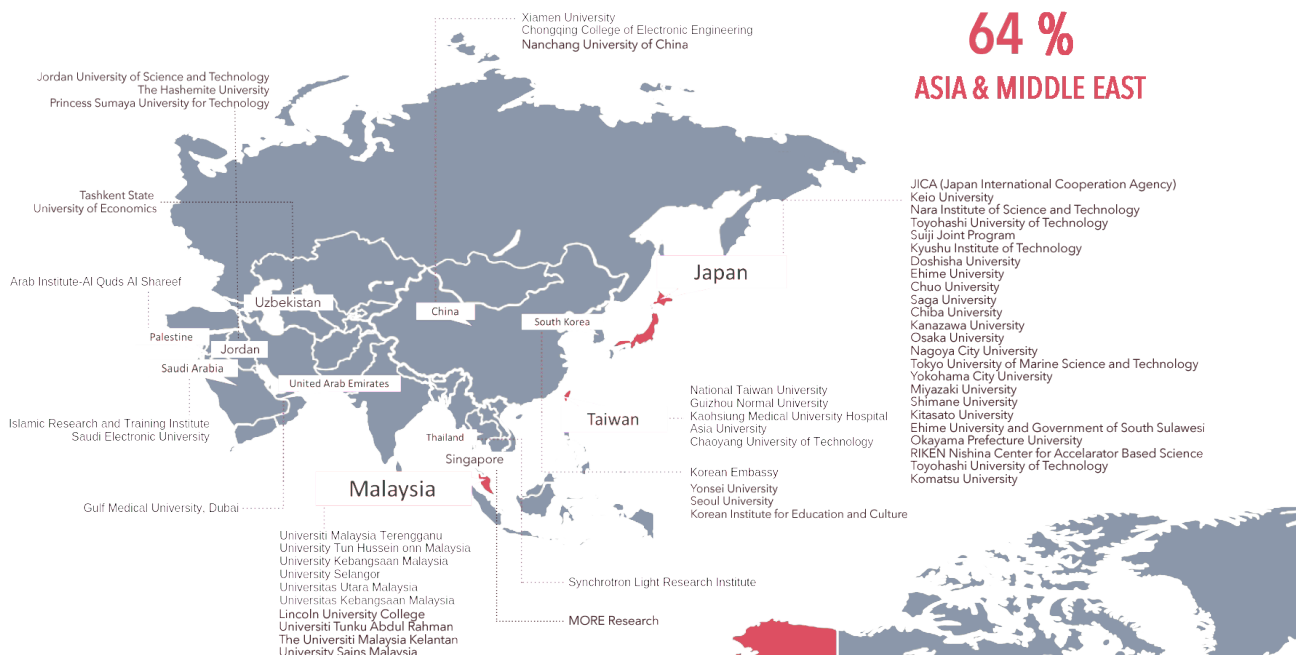 Xiamen University
Chongqing College of Electronic Engineering
Nanchang University of China
64 %
ASIA & MIDDLE EAST
Jordan University of Science and Technology
The Hashemite University
Princess Sumaya University for Technology
Tashkent State
University of Economics
Arab Institute-Al Quds Al Shareef
Uzbekistan
Palestine
Jordan
Saudi Arabia
United Arab Emirates
China
South Korea
Japan
JICA (Japan International Cooperation Agency)
Keio University
Nara Institute of Science and Technology
Toyohashi University of Technology
Suiji Joint Program
Kyushu Institute of Technology
Doshisha University
Ehime University
Chuo University
Saga University
Chiba University
Kanazawa University
Osaka University
Nagoya City University
Tokyo University of Marine Science and Technology
Yokohama City University
Miyazaki University
Shimane University
Kitasato University
Ehime University and Government of South Sulawesi
Okayama Prefecture University
RIKEN Nishina Center for Accelarator Based Science
Toyohashi University of Technology
Komatsu University
Islamic Research and Training Institute
Saudi Electronic University
Gulf Medical University, Dubai
Thailand
Singapore
Taiwan
National Taiwan University
Guizhou Normal University
Kaohsiung Medical University Hospital
Asia University
Chaoyang University of Technology
Korean Embassy
Yonsei University
Seoul University
Korean Institute for Education and Culture
Malaysia
Universiti Malaysia Terengganu
University Tun Hussein onn Malaysia
University Kebangsaan Malaysia
University Selangor
Universitas Utara Malaysia
Universitas Kebangsaan Malaysia
Lincoln University College
Universiti Tunku Abdul Rahman
The Universiti Malaysia Kelantan
University Sains Malaysia
Synchrotron Light Research Institute
MORE Research